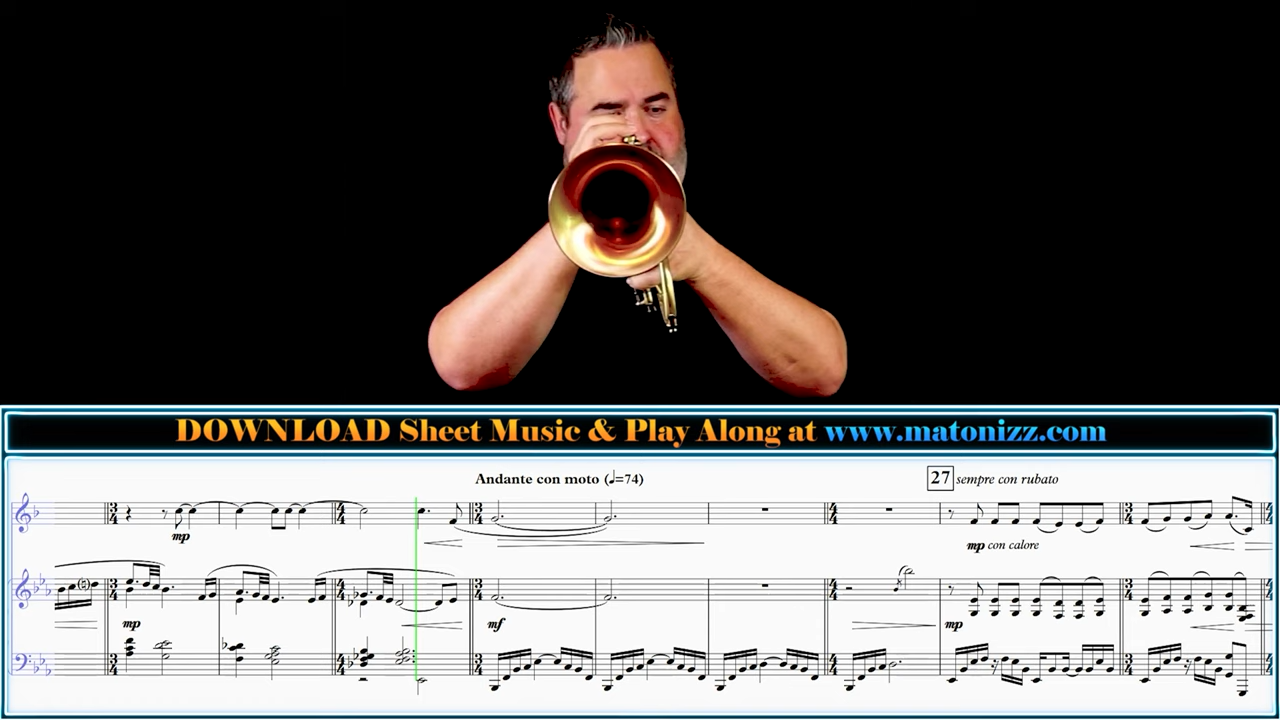 DOWNLOAD Sheet Music & Play Along at www.matonizz.com
Andante con moto (♩=74)
27 sempre con rubato
mp
mp con calore
mp
mf
mp